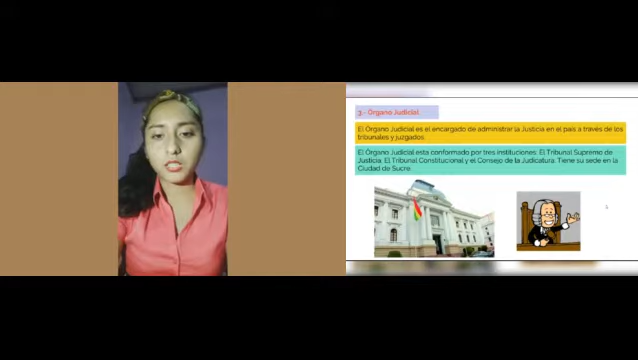 3.- Órgano Judicial.
El Órgano Judicial es el encargado de administrar la Justicia en el país a través de los
tribunales y juzgados.
El Órgano Judicial esta conformado por tres instituciones: El Tribunal Supremo de
Justicia, El Tribunal Constitucional y el Consejo de la Judicatura. Tiene su sede en la
Ciudad de Sucre.